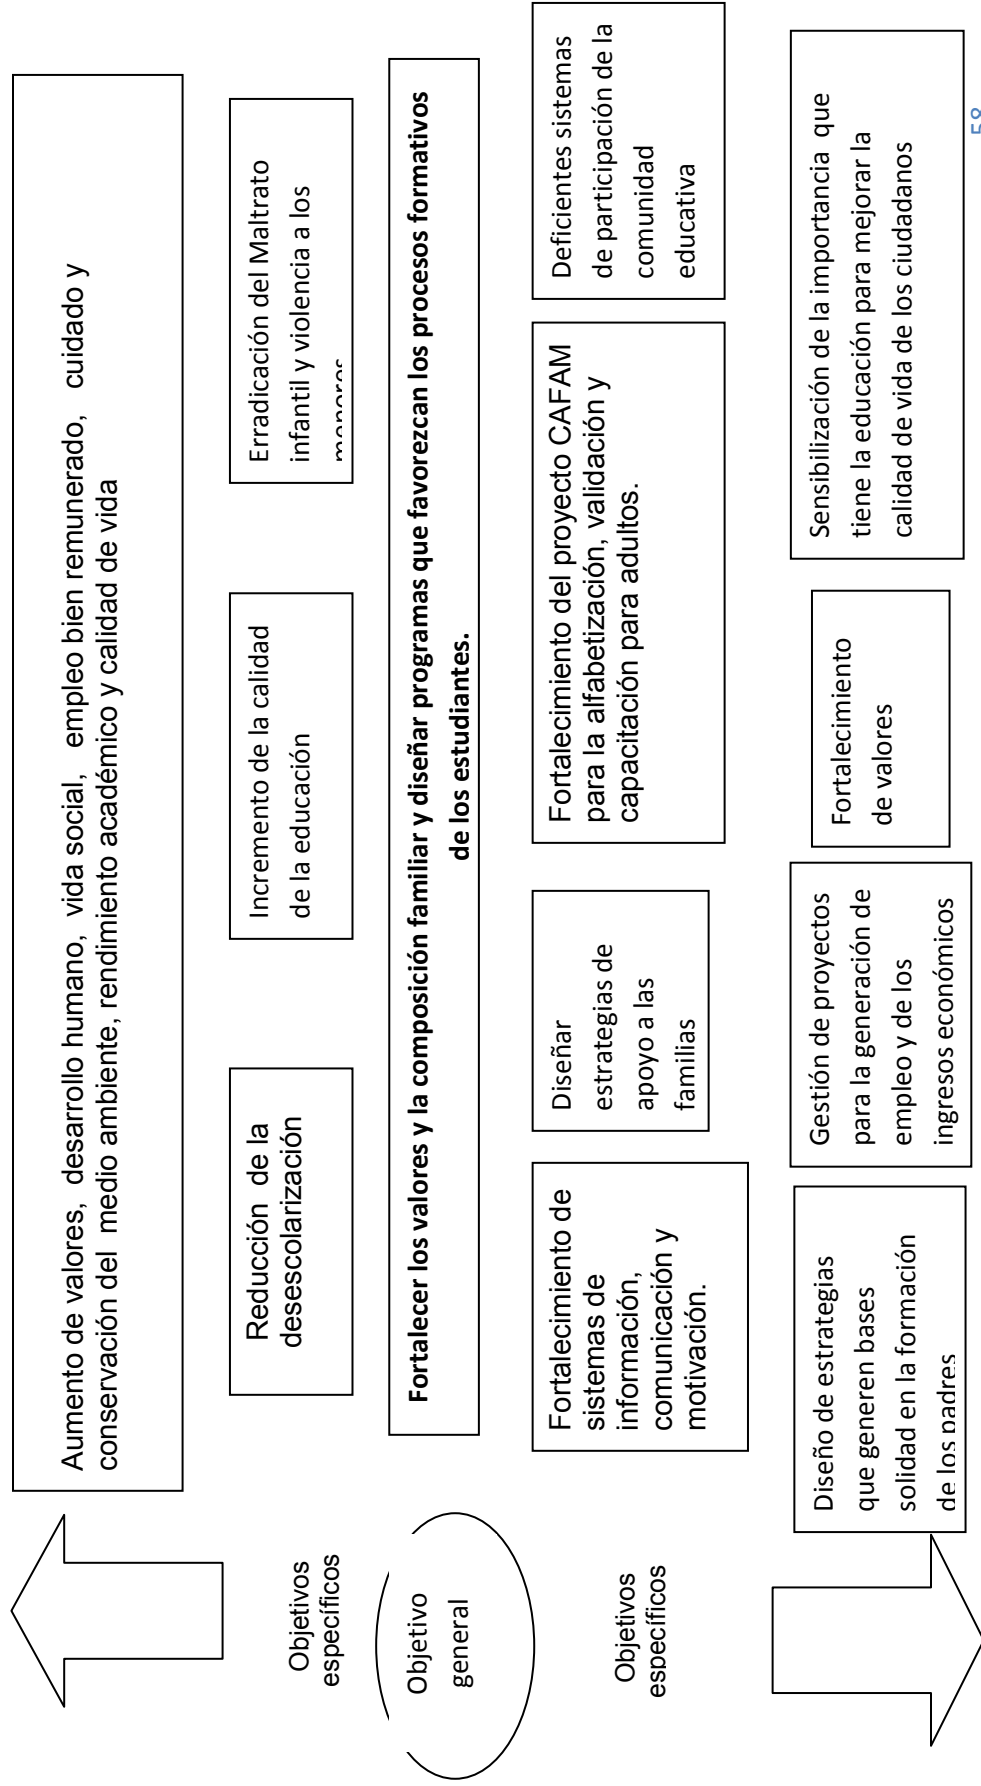 Aumento de valores, desarrollo humano, vida social, empleo bien remunerado, cuidado y
conservación del medio ambiente, rendimiento académico y calidad de vida
Objetivos
específicos
Reducción de la
desescolarización
Incremento de la calidad
de la educación
Erradicación del Maltrato
infantil y violencia a los
menores
Objetivo
general
Fortalecer los valores y la composición familiar y diseñar programas que favorezcan los procesos formativos
de los estudiantes.
Objetivos
específicos
Fortalecimiento de
sistemas de
información,
comunicación y
motivación.
Diseñar
estrategias de
apoyo a las
familias
Fortalecimiento del proyecto CAFAM
para la alfabetización, validación y
capacitación para adultos.
Deficientes sistemas
de participación de la
comunidad
educativa
Diseño de estrategias
que generen bases
solidad en la formación
de los padres
Gestión de proyectos
para la generación de
empleo y de los
ingresos económicos
Fortalecimiento
de valores
Sensibilización de la importancia que
tiene la educación para mejorar la
calidad de vida de los ciudadanos
58